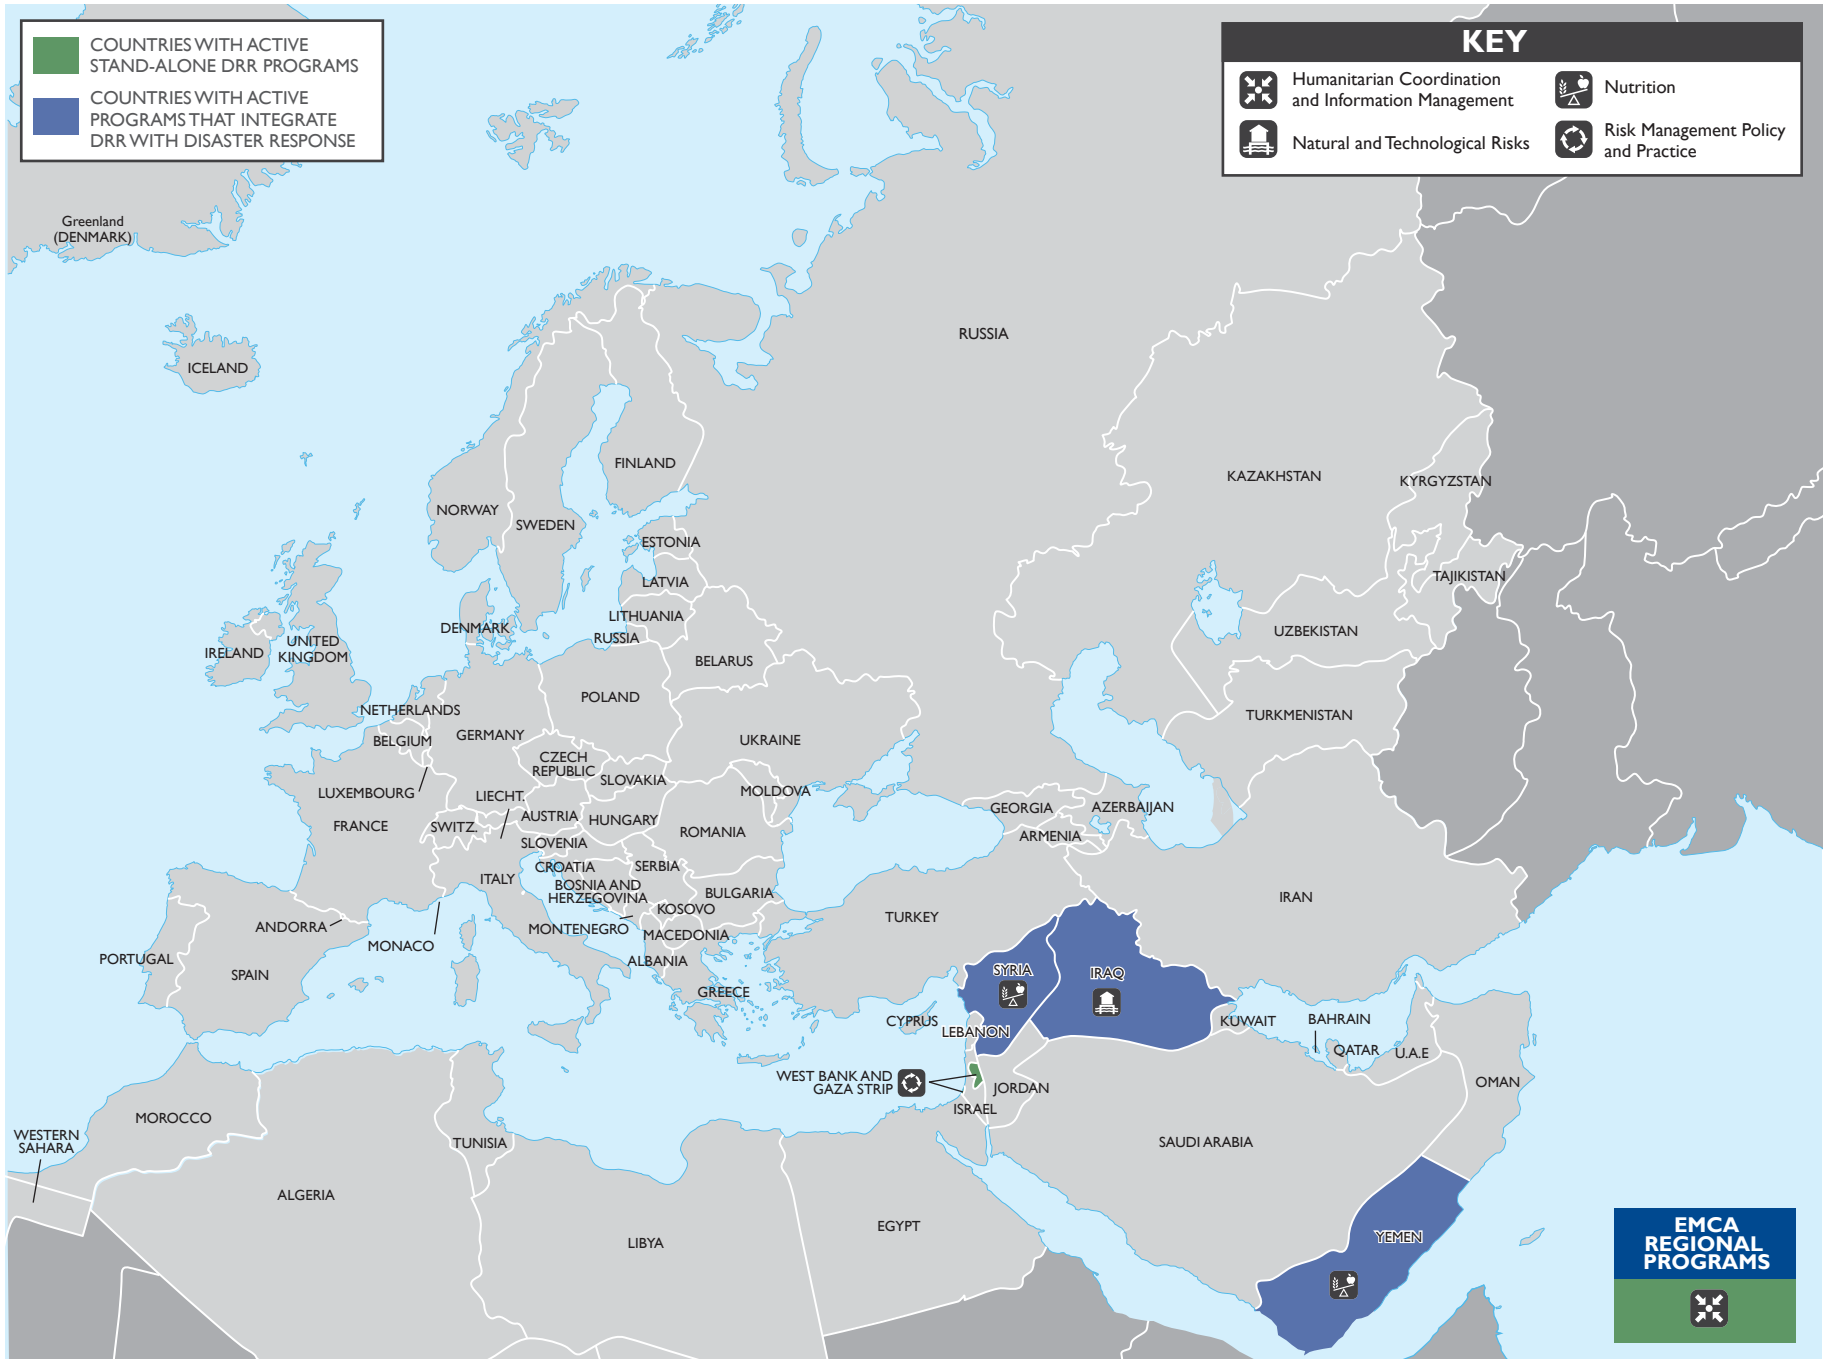 COUNTRIES WITH ACTIVE
STAND-ALONE DRR PROGRAMS
COUNTRIES WITH ACTIVE
PROGRAMS THAT INTEGRATE
DRR WITH DISASTER RESPONSE
KEY
Humanitarian Coordination
and Information Management
Natural and Technological Risks
Nutrition
Risk Management Policy
and Practice
Greenland
(DENMARK)
ICELAND
RUSSIA
FINLAND
NORWAY
SWEDEN
ESTONIA
LATVIA
LITHUANIA
RUSSIA
DENMARK
IRELAND
UNITED
KINGDOM
BELARUS
POLAND
NETHERLANDS
BELGIUM
GERMANY
UKRAINE
CZECH
REPUBLIC
SLOVAKIA
LUXEMBOURG
LIECHT.
MOLDOVA
FRANCE
SWITZ.
AUSTRIA
HUNGARY
ROMANIA
SLOVENIA
CROATIA
SERBIA
ITALY
BOSNIA AND
HERZEGOVINA
BULGARIA
KOSOVO
ANDORRA
MONACO
MONTENEGRO
MACEDONIA
PORTUGAL
SPAIN
ALBANIA
GREECE
KAZAKHSTAN
KYRGYZSTAN
TAJIKISTAN
UZBEKISTAN
TURKMENISTAN
GEORGIA
AZERBAIJAN
ARMENIA
IRAN
TURKEY
SYRIA
IRAQ
CYPRUS
LEBANON
KUWAIT
BAHRAIN
QATAR
U.A.E
OMAN
WEST BANK AND
GAZA STRIP
JORDAN
ISRAEL
SAUDI ARABIA
YEMEN
MOROCCO
WESTERN
SAHARA
TUNISIA
ALGERIA
LIBYA
EGYPT
EMCA
REGIONAL
PROGRAMS